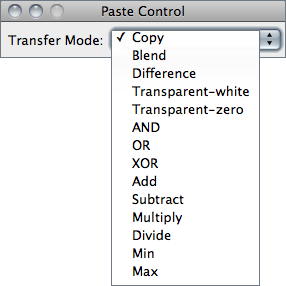 Paste Control
Transfer Mode: ✓ Copy
Blend
Difference
Transparent-white
Transparent-zero
AND
OR
XOR
Add
Subtract
Multiply
Divide
Min
Max